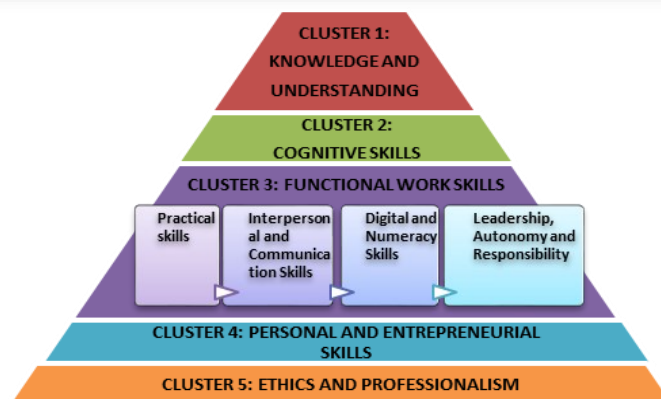 CLUSTER 1:
KNOWLEDGE AND
UNDERSTANDING
CLUSTER 2:
COGNITIVE SKILLS
CLUSTER 3: FUNCTIONAL WORK SKILLS
Practical
skills
Interperson
al and
Communica
tion Skills
Digital and
Numeracy
Skills
Leadership,
Autonomy and
Responsibility
CLUSTER 4: PERSONAL AND ENTREPRENEURIAL
SKILLS
CLUSTER 5: ETHICS AND PROFESSIONALISM